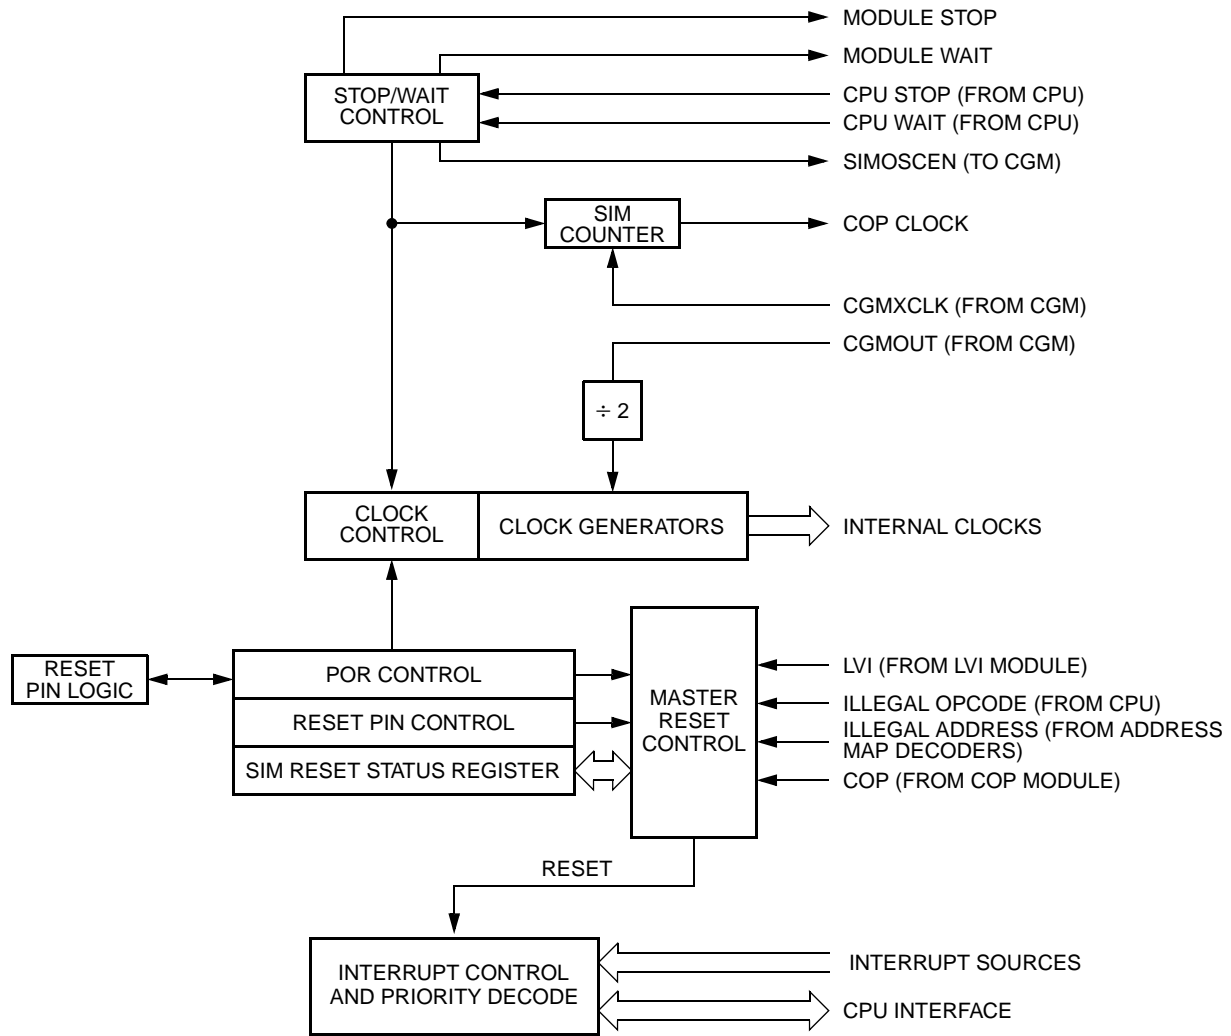 MODULE STOP
MODULE WAIT
STOP/WAIT
CONTROL
CPU STOP (FROM CPU)
CPU WAIT (FROM CPU)
SIMOSCEN (TO CGM)
SIM
COUNTER
COP CLOCK
CGMXCLK (FROM CGM)
CGMOUT (FROM CGM)
÷ 2
CLOCK
CONTROL
CLOCK GENERATORS
INTERNAL CLOCKS
RESET
PIN LOGIC
POR CONTROL
RESET PIN CONTROL
SIM RESET STATUS REGISTER
MASTER
RESET
CONTROL
LVI (FROM LVI MODULE)
ILLEGAL OPCODE (FROM CPU)
ILLEGAL ADDRESS (FROM ADDRESS
MAP DECODERS)
COP (FROM COP MODULE)
RESET
INTERRUPT CONTROL
AND PRIORITY DECODE
INTERRUPT SOURCES
CPU INTERFACE